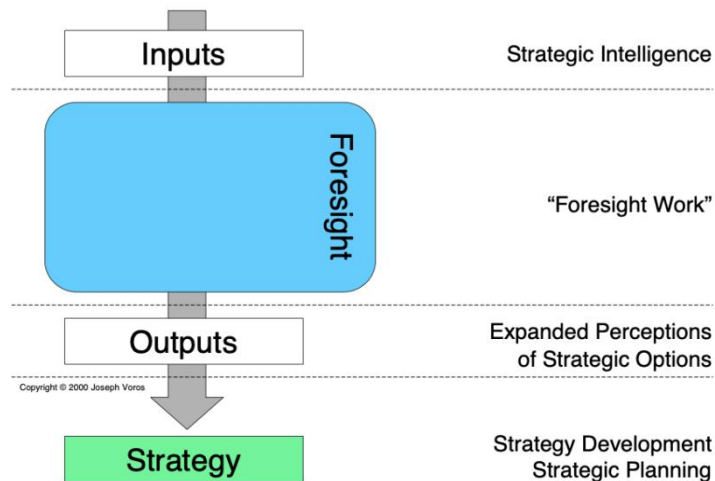 Inputs
Strategic Intelligence
Foresight
“Foresight Work”
Outputs
Expanded Perceptions
of Strategic Options
Copyright © 2000 Joseph Voros
Strategy
Strategy Development
Strategic Planning